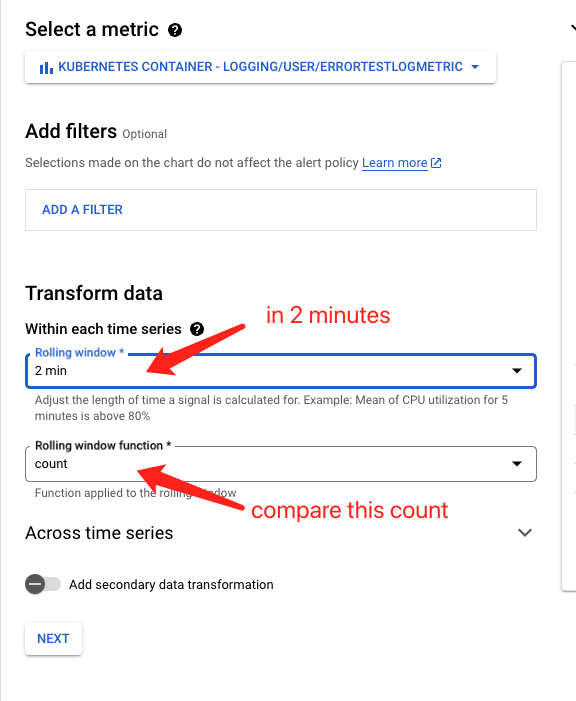 Select a metric
KUBERNETES CONTAINER - LOGGING/USER/ERRORTESTLOGMETRIC
Add filters Optional
Selections made on the chart do not affect the alert policy Learn more
ADD A FILTER
Transform data
in 2 minutes
Within each time series
Rolling window *
2 min
Adjust the length of time a signal is calculated for. Example: Mean of CPU utilization for 5
minutes is above 80%
Rolling window function *
count
Function applied to the rolling window
compare this count
Across time series
Add secondary data transformation
NEXT